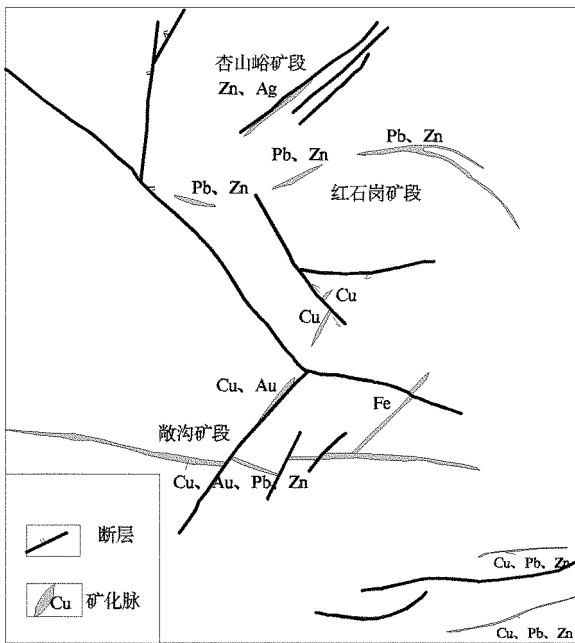 杏山峪矿段
Zn、Ag
Pb、Zn
Pb、Zn
Pb、Zn
红石岗矿段
Cu
Cu
Cu、Au
Fe
敞沟矿段
Cu、Au、Pb、Zn
断层
Cu 矿化脉
Cu、Pb、Zn
Cu、Pb、Zn